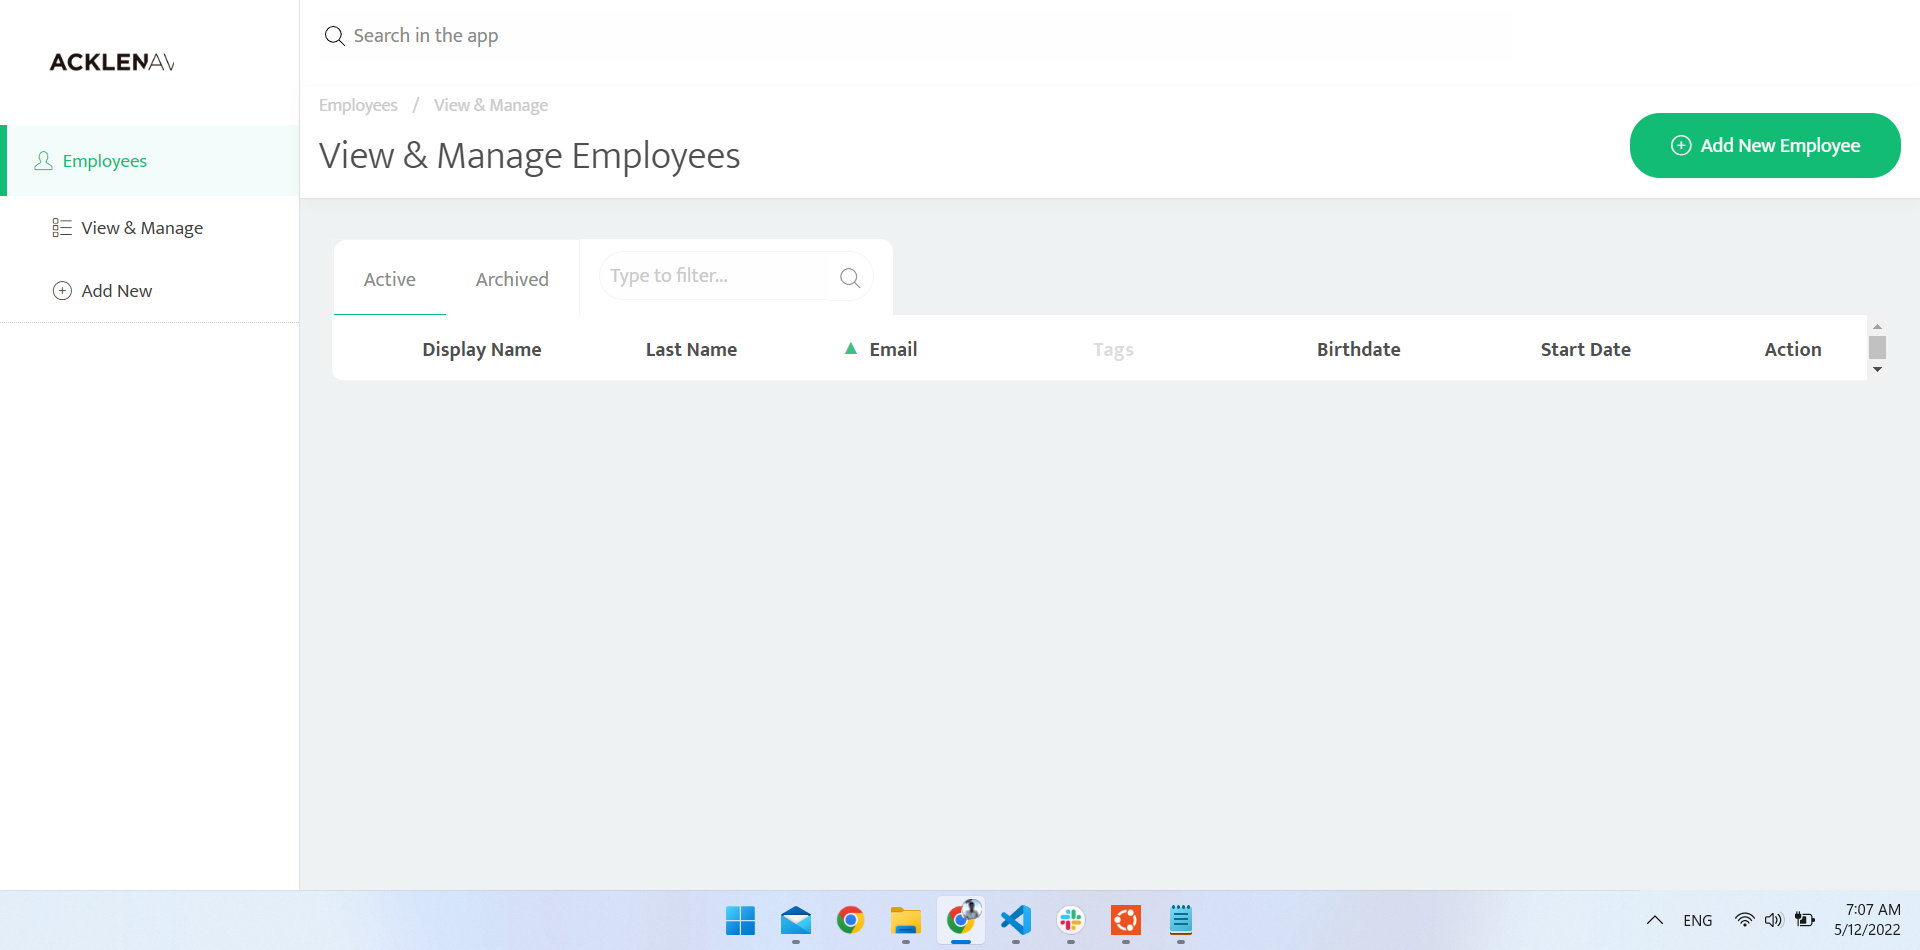 ACKLENAV
Search in the app
Employees / View & Manage
View & Manage Employees
Add New Employee
Employees
View & Manage
Add New
Active Archived Type to filter...
Display Name Last Name Email Tags Birthdate Start Date Action
ENG
7:07 AM
5/12/2022